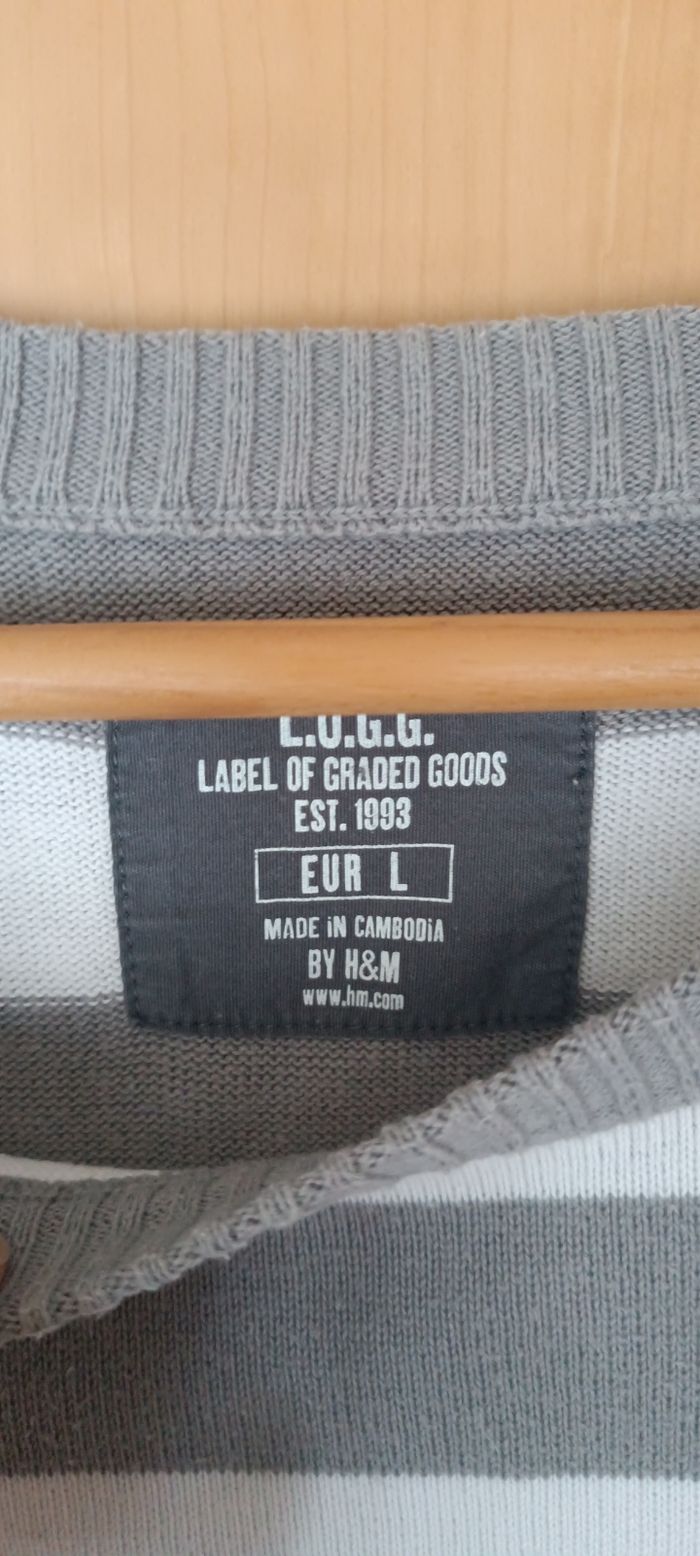 L.O.G.G.
LABEL OF GRADED GOODS
EST. 1993
EUR L
MADE iN CAMBODiA
BY H&M
www.hm.com